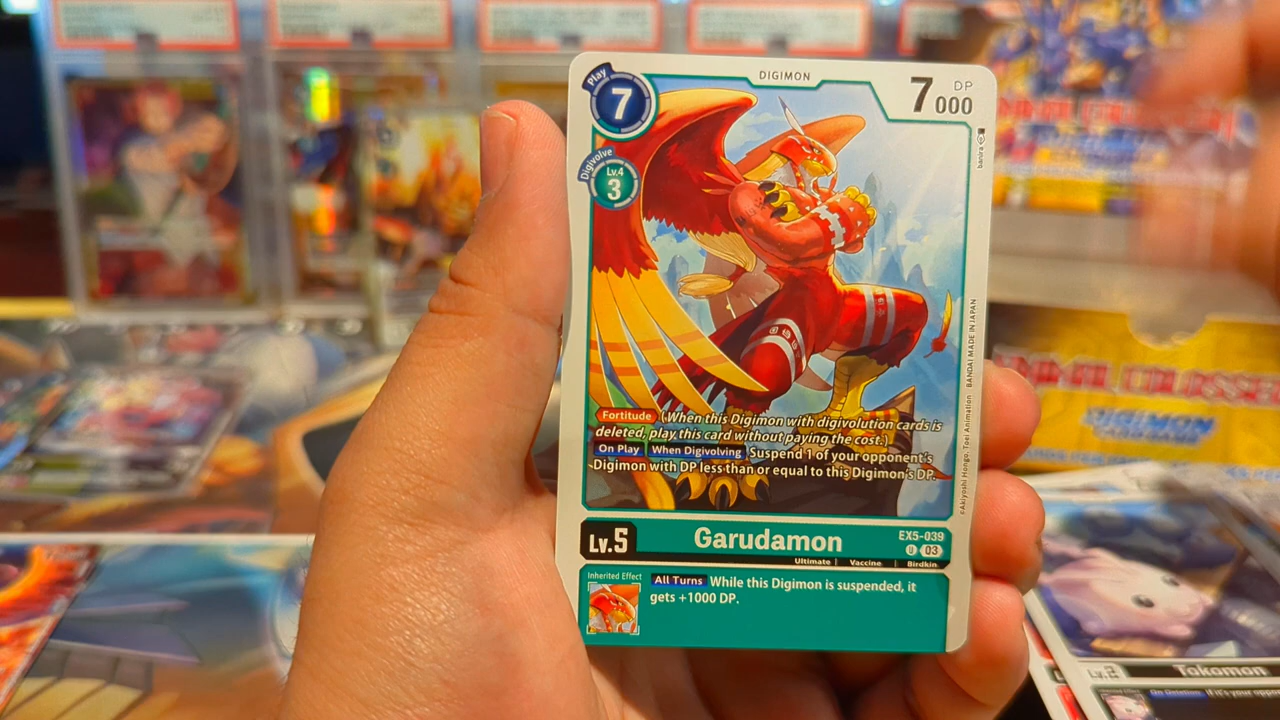 DIGIMON
Play
7
DP
7000
Digivolve
Lv.4
3
banira
Fortitude (When this Digimon with digivolution cards is
deleted, play this card without paying the cost.)
On Play When Digivolving Suspend 1 of your opponent's
Digimon with DP less than or equal to this Digimon's DP.
©Akiyoshi Hongo, Toei Animation BANDAI MADE IN JAPAN
Lv.5
Garudamon
EX5-039
U 03
Ultimate | Vaccine | Birdkin
Inherited Effect
All Turns While this Digimon is suspended, it
gets +1000 DP.
DIGIMON
Lv.2
Inherited Effect